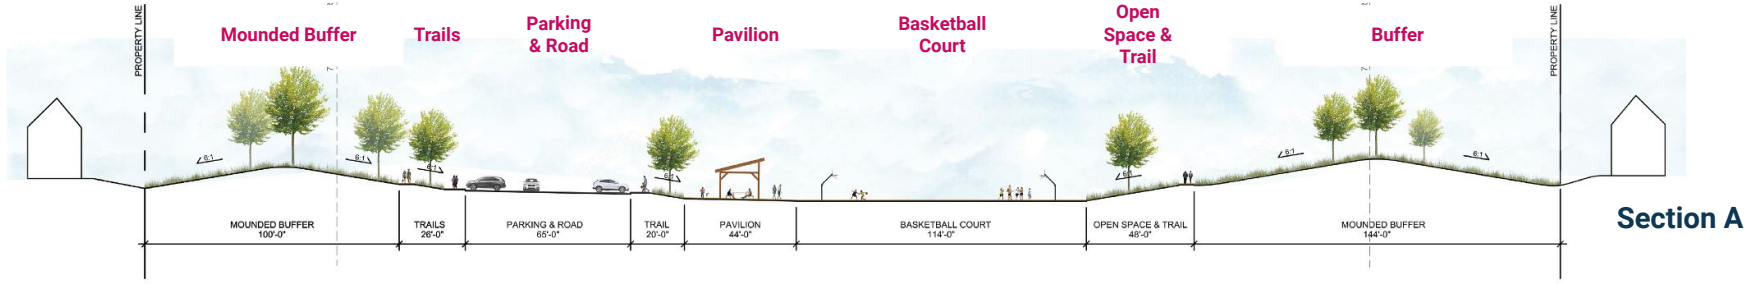 Mounded Buffer
Trails
Parking
& Road
Pavilion
Basketball
Court
Open
Space &
Trail
Buffer
PROPERTY LINE
PROPERTY LINE
6:1
6:1
6:1
6:1
6:1
6:1
6:1
MOUNDED BUFFER
100'-0"
TRAILS
26'-0"
PARKING & ROAD
65'-0"
TRAIL
20'-0"
PAVILION
44'-0"
BASKETBALL COURT
114'-0"
OPEN SPACE & TRAIL
48'-0"
MOUNDED BUFFER
144'-0"
Section A